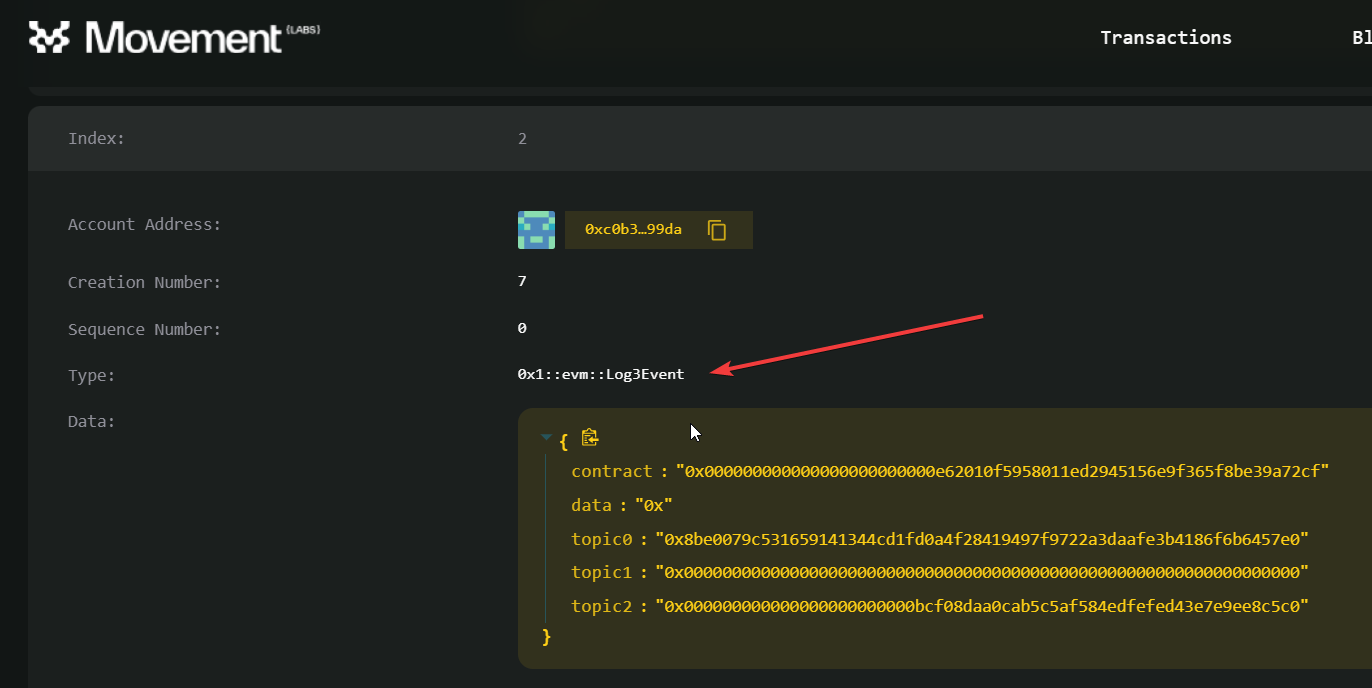 Movement {LABS} Transactions Bl
Index: 2
Account Address: 0xc0b3…99da
Creation Number: 7
Sequence Number: 0
Type: 0x1::evm::Log3Event
Data:
{
contract : "0x000000000000000000000000e62010f5958011ed2945156e9f365f8be39a72cf"
data : "0x"
topic0 : "0x8be0079c531659141344cd1fd0a4f28419497f9722a3daafe3b4186f6b6457e0"
topic1 : "0x0000000000000000000000000000000000000000000000000000000000000000"
topic2 : "0x000000000000000000000000bcf08daa0cab5c5af584edfefed43e7e9ee8c5c0"
}